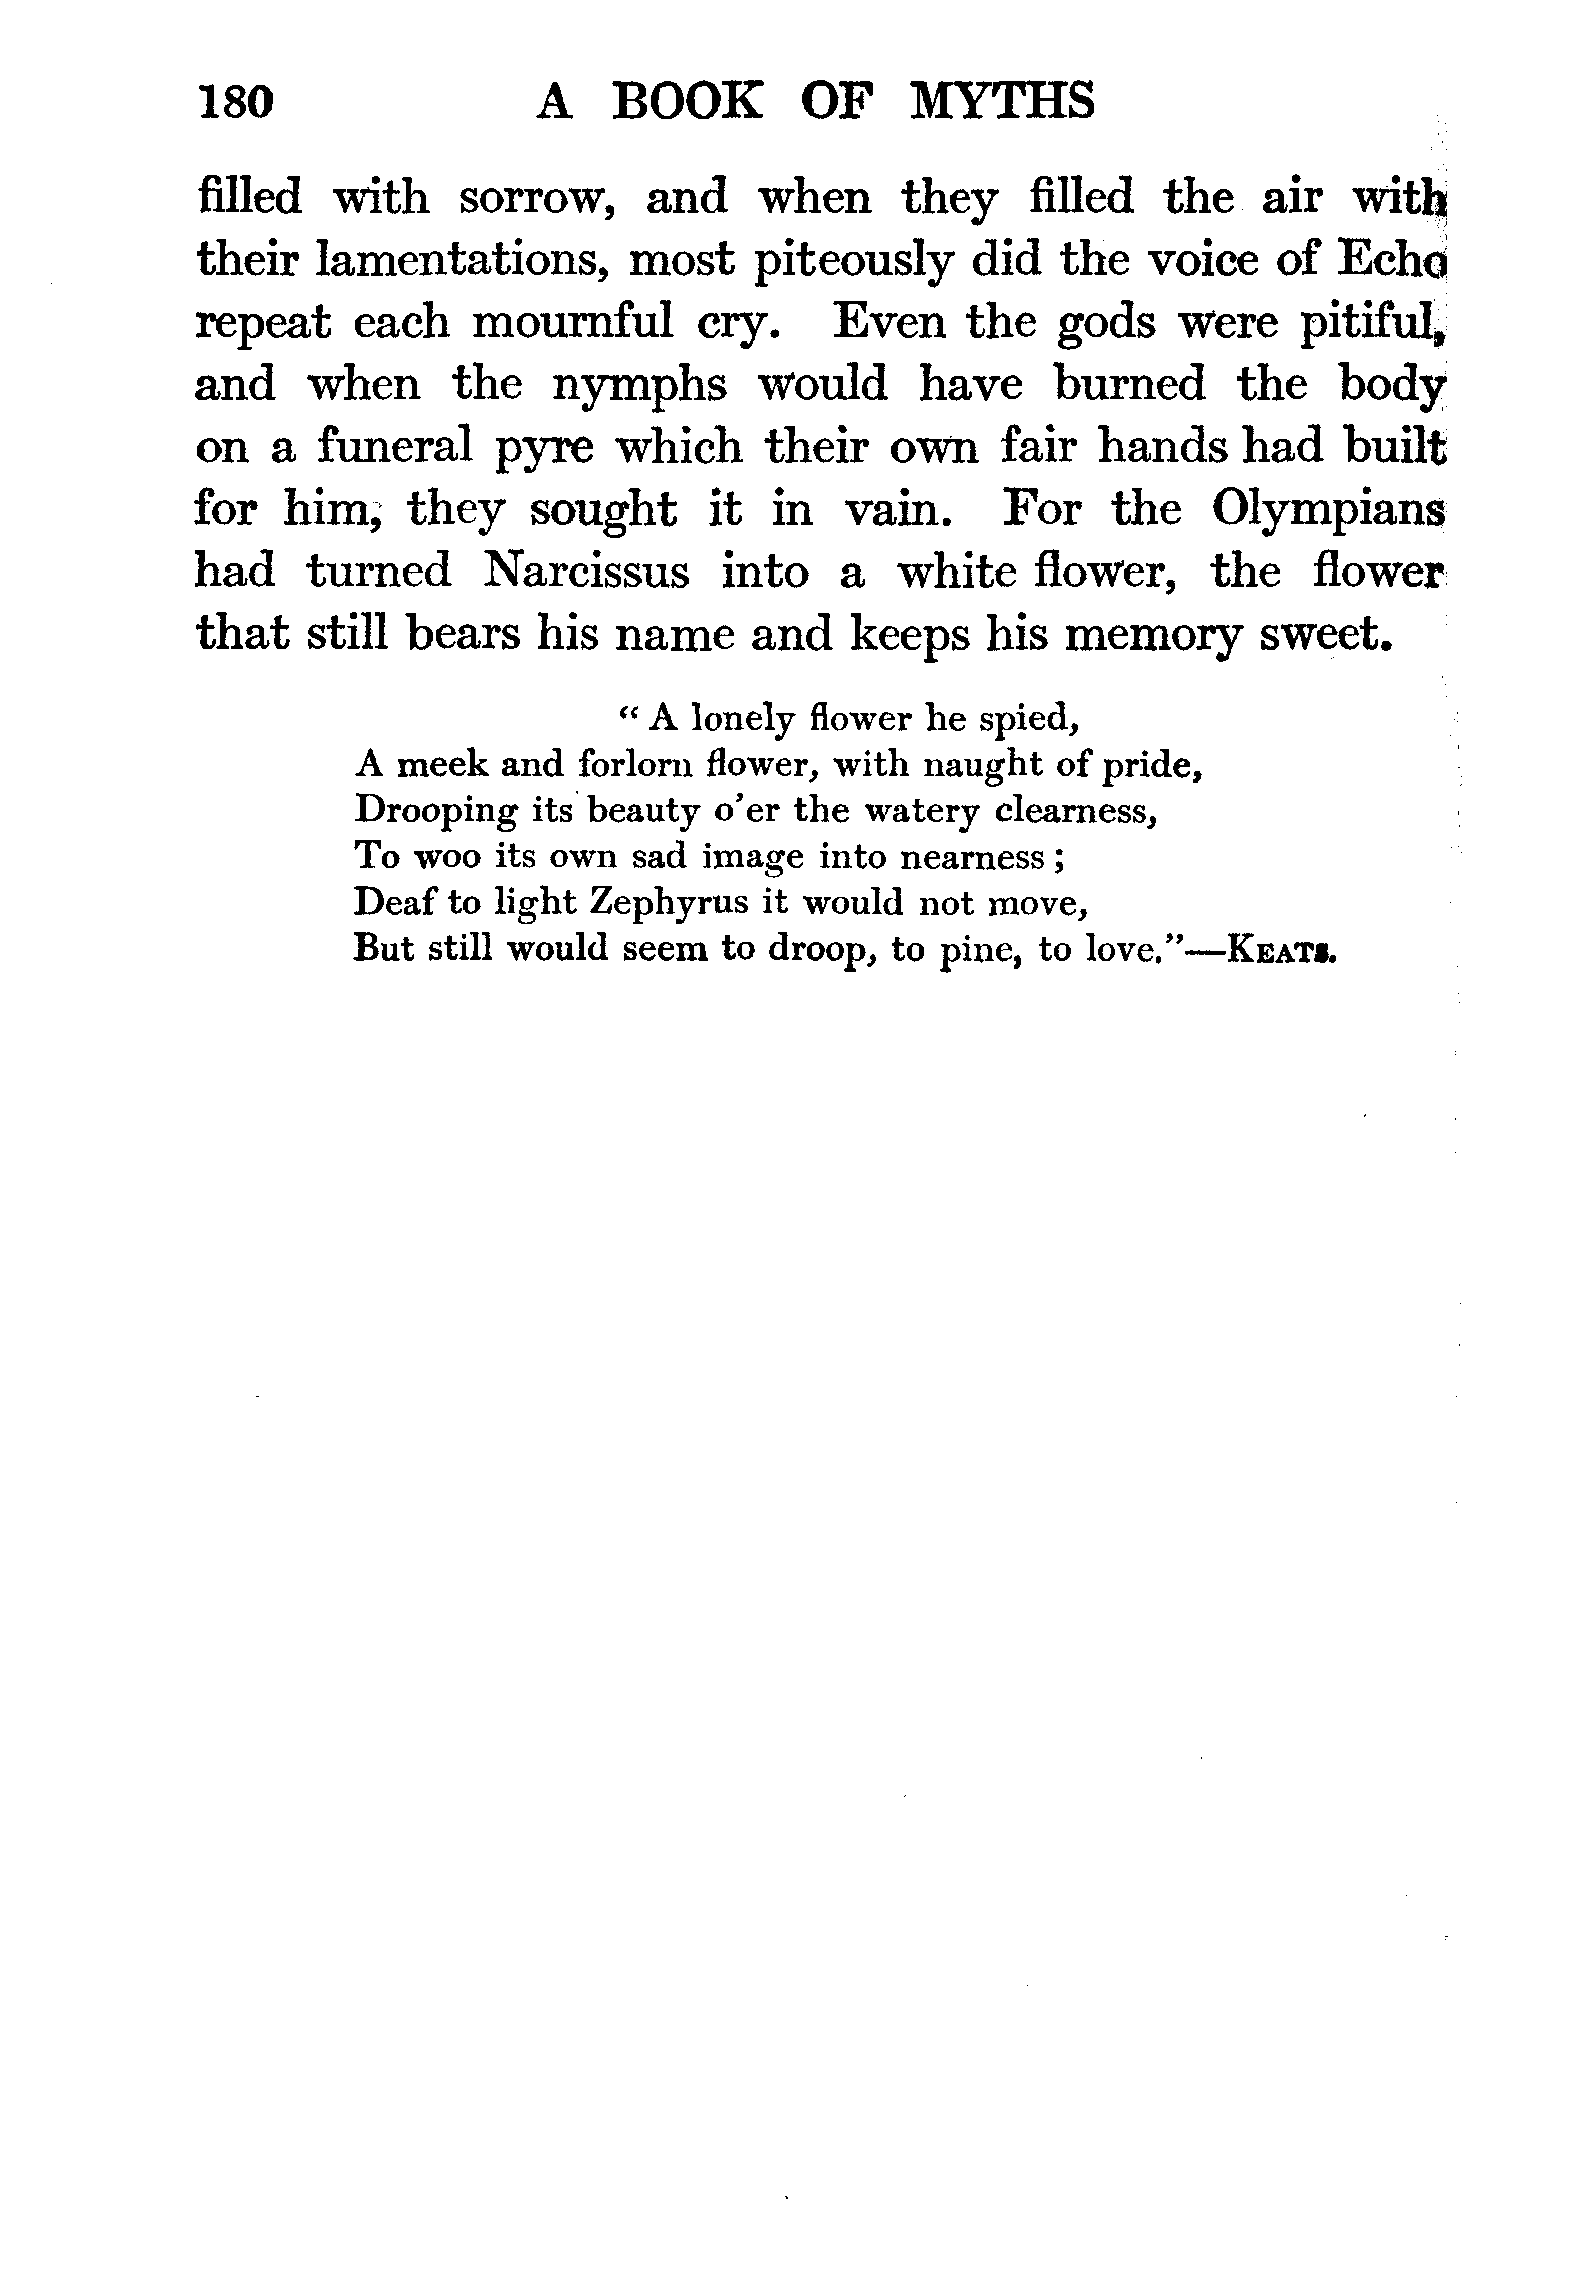 180 A BOOK OF MYTHS
filled with sorrow, and when they filled the air with
their lamentations, most piteously did the voice of Echo
repeat each mournful cry. Even the gods were pitiful,
and when the nymphs would have burned the body
on a funeral pyre which their own fair hands had built
for him, they sought it in vain. For the Olympians
had turned Narcissus into a white flower, the flower
that still bears his name and keeps his memory sweet.
“ A lonely flower he spied,
A meek and forlorn flower, with naught of pride,
Drooping its beauty o’er the watery clearness,
To woo its own sad image into nearness ;
Deaf to light Zephyrus it would not move,
But still would seem to droop, to pine, to love.”—KEATS.